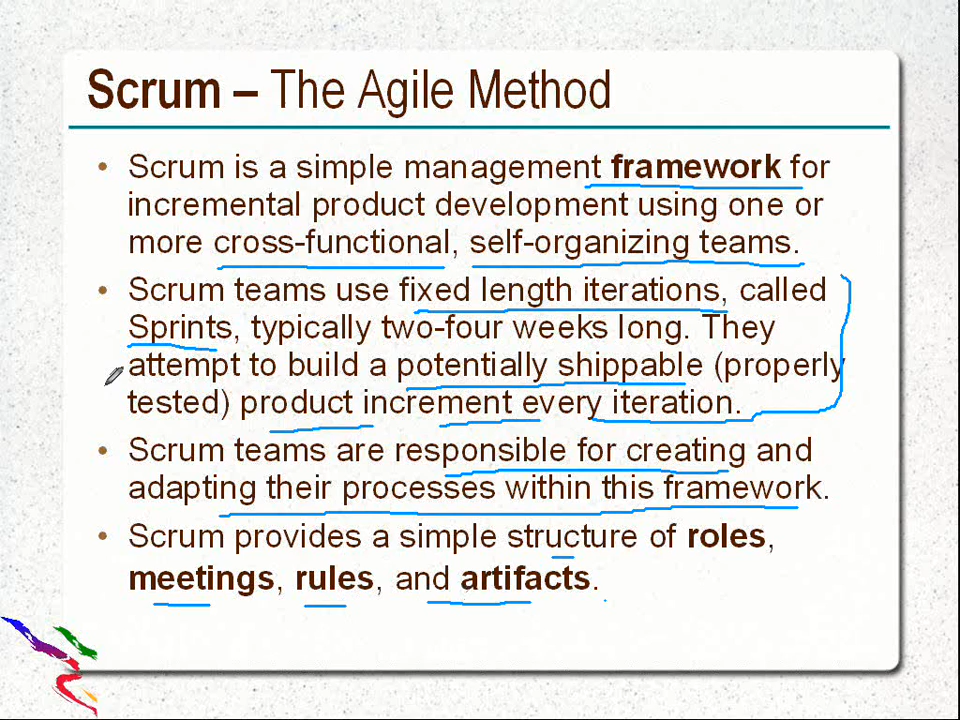 Scrum – The Agile Method
• Scrum is a simple management framework for
incremental product development using one or
more cross-functional, self-organizing teams.
• Scrum teams use fixed length iterations, called
Sprints, typically two-four weeks long. They
attempt to build a potentially shippable (properly
tested) product increment every iteration.
• Scrum teams are responsible for creating and
adapting their processes within this framework.
• Scrum provides a simple structure of roles,
meetings, rules, and artifacts.